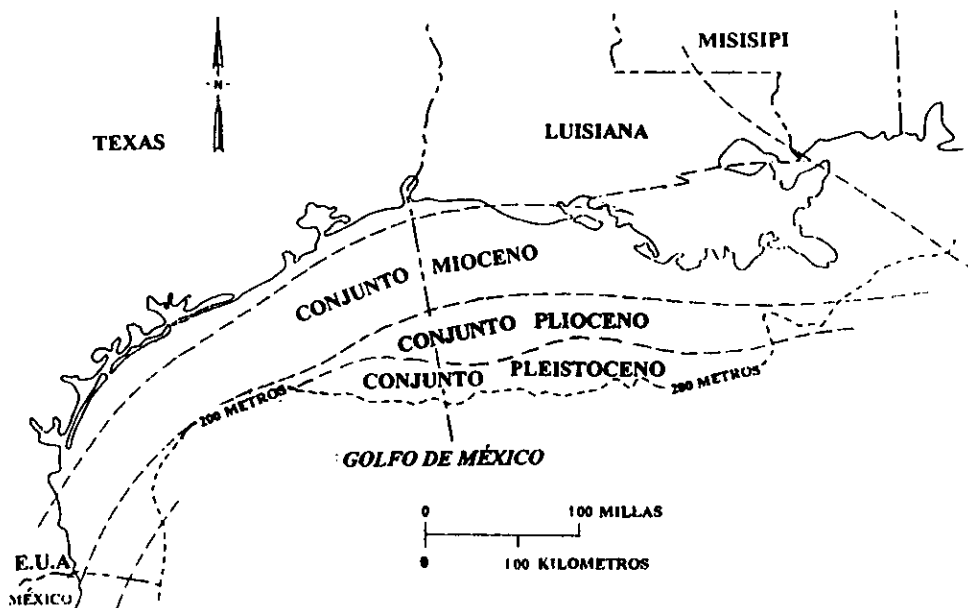 MISISIPI
N
TEXAS
LUISIANA
CONJUNTO MIOCENO
CONJUNTO PLIOCENO
CONJUNTO PLEISTOCENO
200 METROS
200 METROS
GOLFO DE MÉXICO
0 100 MILLAS
0 100 KILOMETROS
E.U.A
MÉXICO